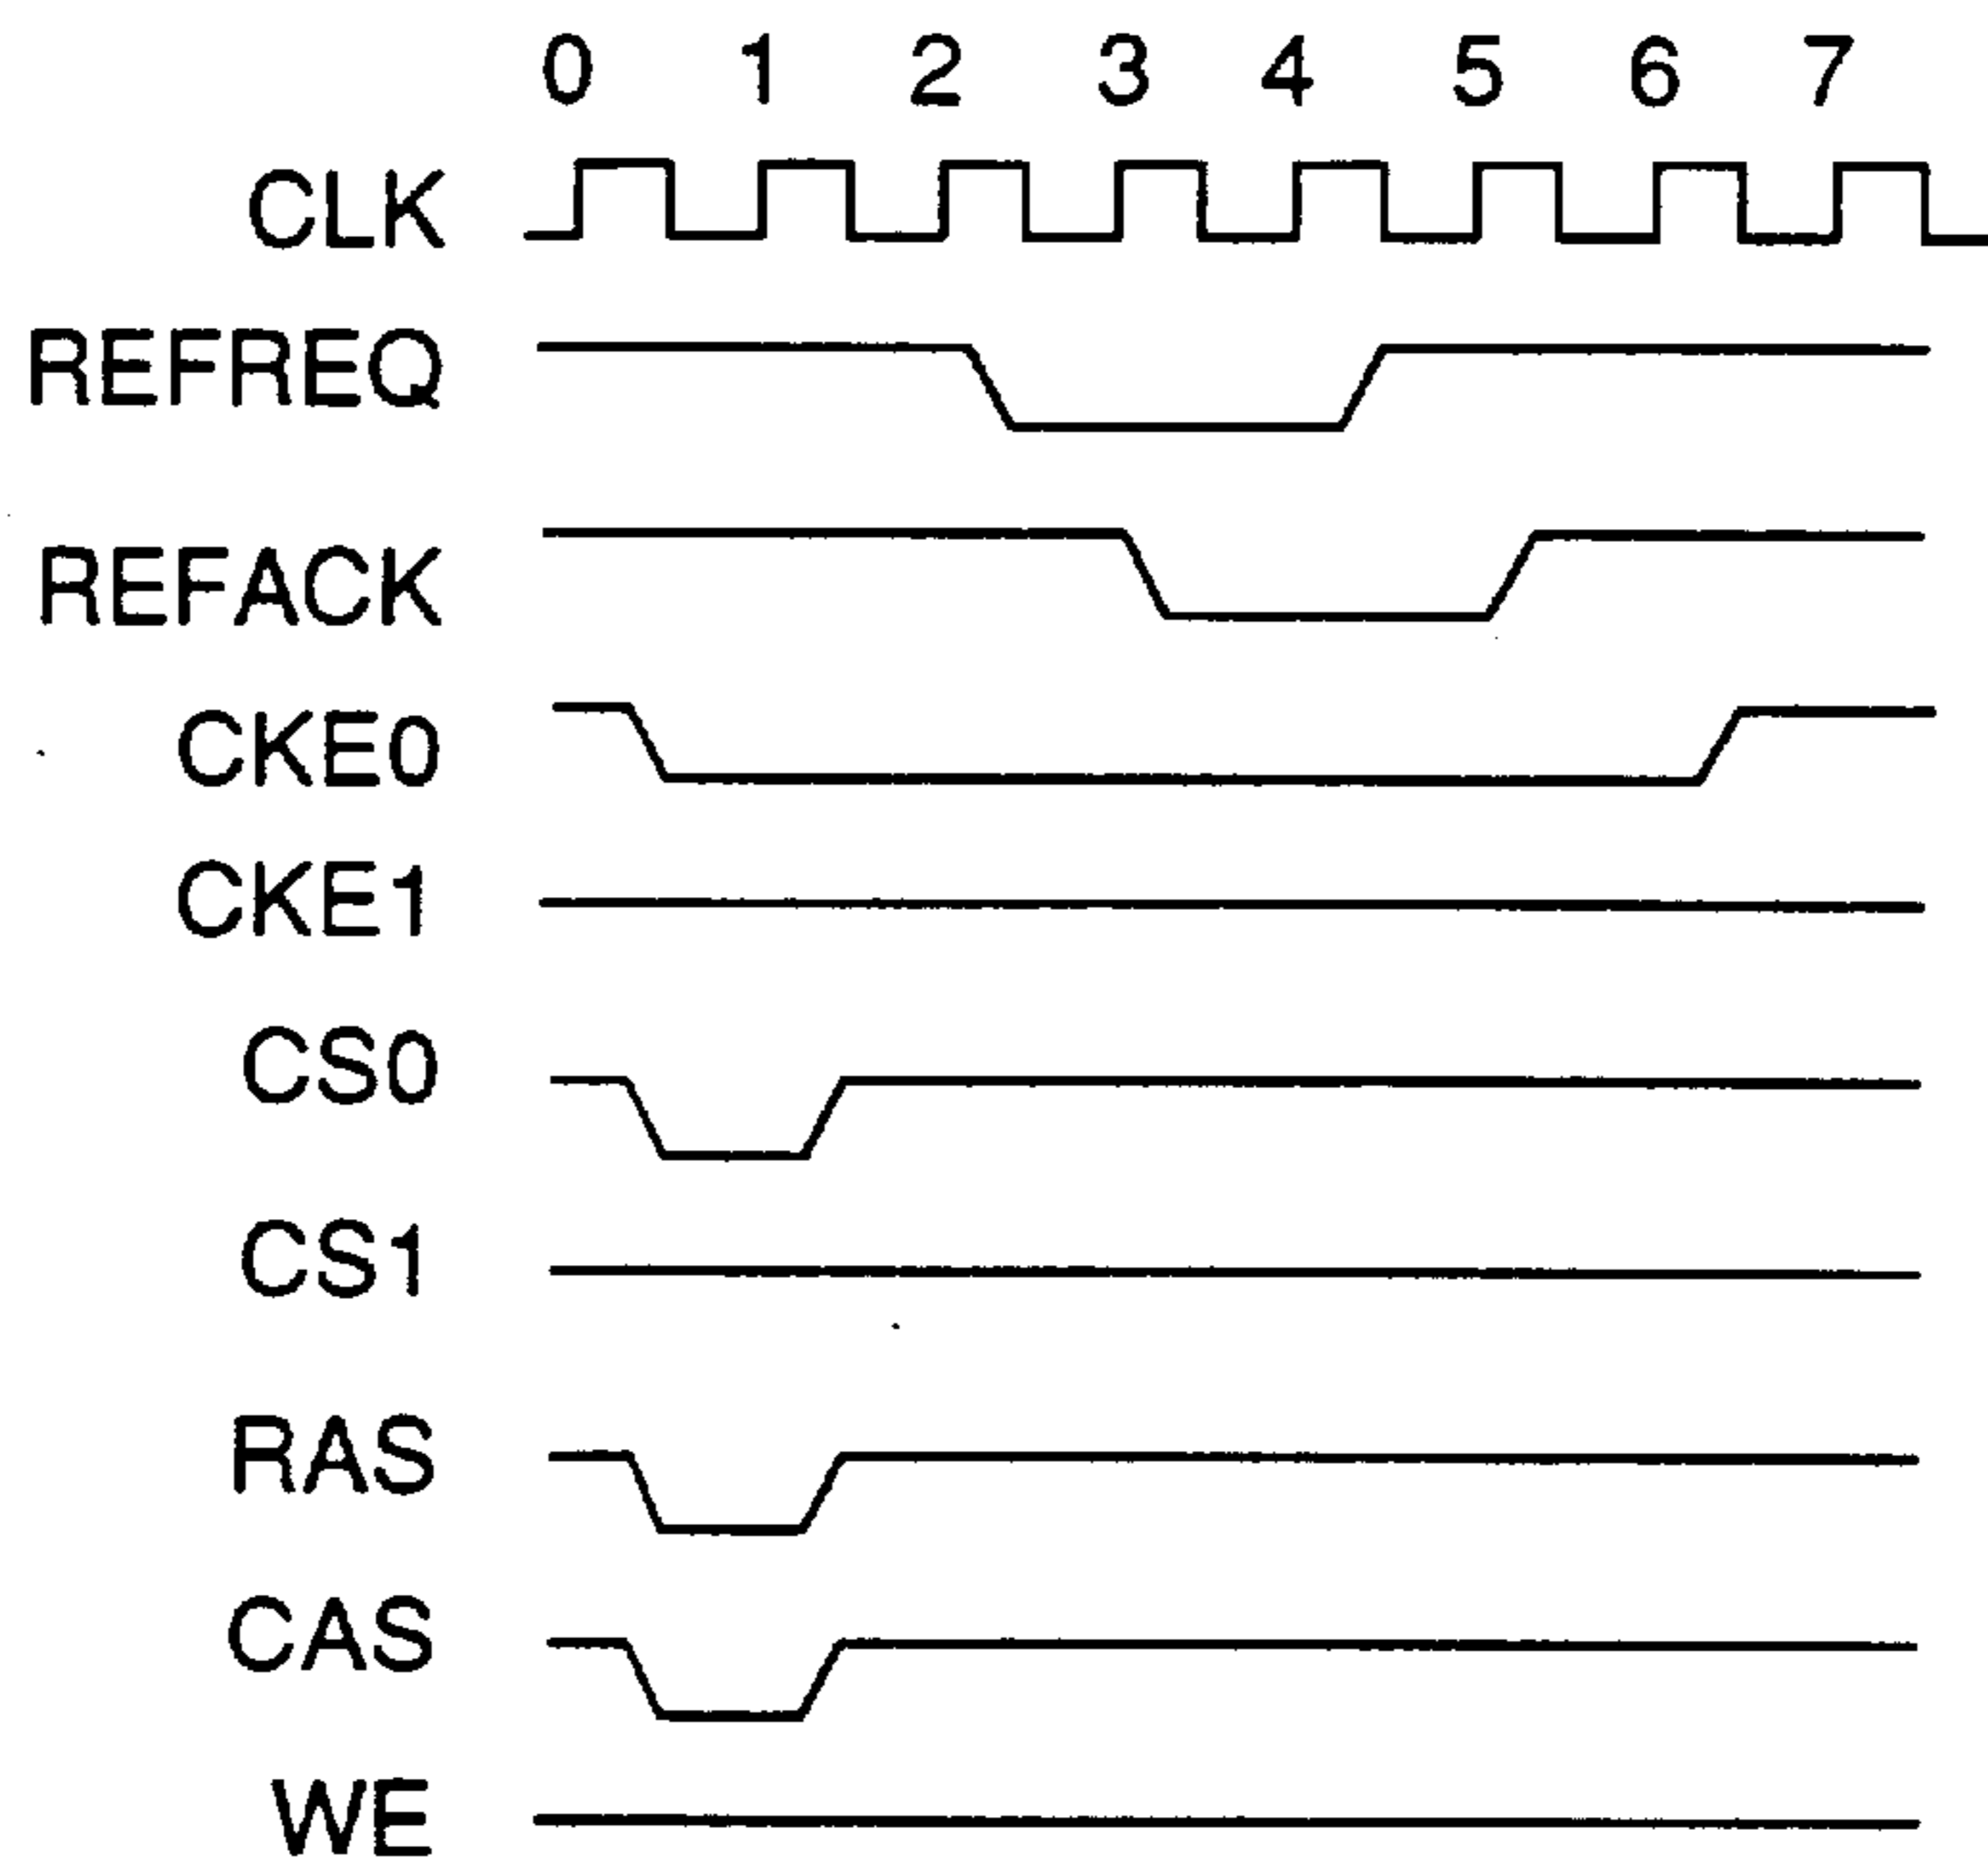 0 1 2 3 4 5 6 7
CLK
REFREQ
REFACK
CKE0
CKE1
CS0
CS1
RAS
CAS
WE